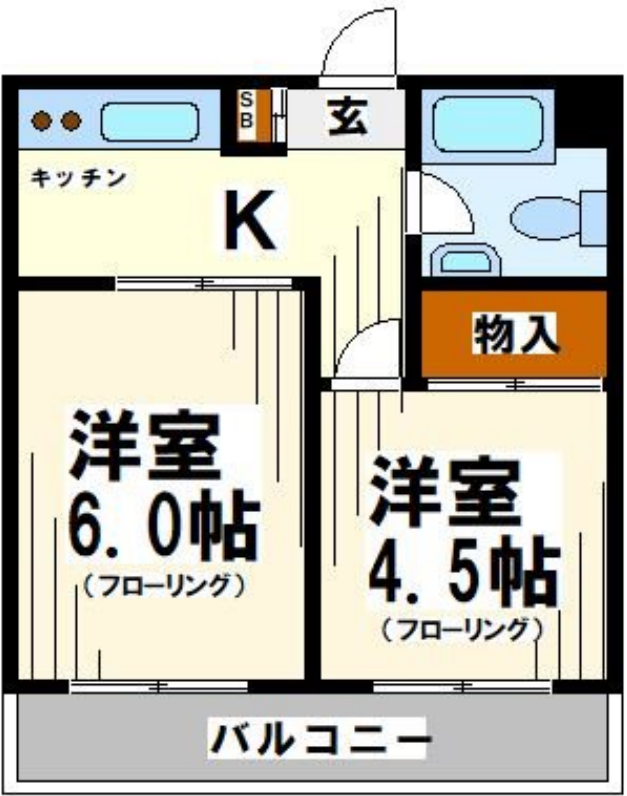 SB
玄
キッチン
K
物入
洋室
6.0帖
(フローリング)
洋室
4.5帖
(フローリング)
バルコニー